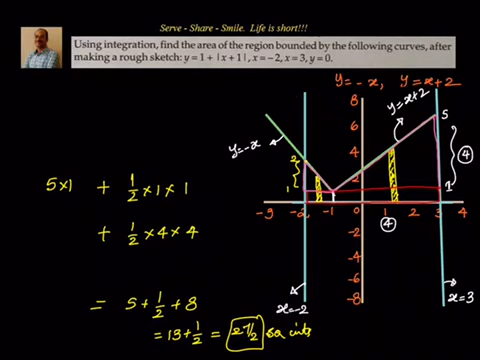 Serve - Share - Smile. Life is short!!!
Using integration, find the area of the region bounded by the following curves, after
making a rough sketch: y = 1 + | x + 1 |, x = −2, x = 3, y = 0.
y=-x, y=x+2
8
6
4
2
-3 -2 -1 0 1 2 3 4
-2
-4
-6
-8
y=-x
y=x+2
5
2
1
1
4
4
x=-2
x=3
5x1 + 1/2 x 1 x 1
+ 1/2 x 4 x 4
= 5 + 1/2 + 8
= 13 + 1/2 = 27/2 sq units